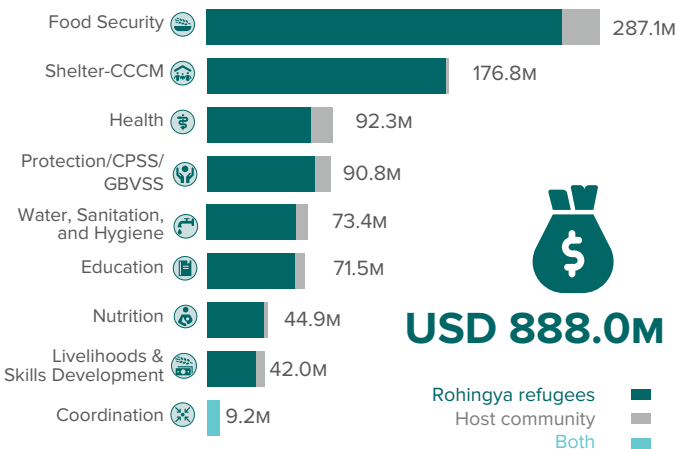 Food Security 287.1M
Shelter-CCCM 176.8M
Health 92.3M
Protection/CPSS/
GBVSS 90.8M
Water, Sanitation,
and Hygiene 73.4M
Education 71.5M
Nutrition 44.9M
Livelihoods &
Skills Development 42.0M
Coordination 9.2M
$
USD 888.0M
Rohingya refugees
Host community
Both